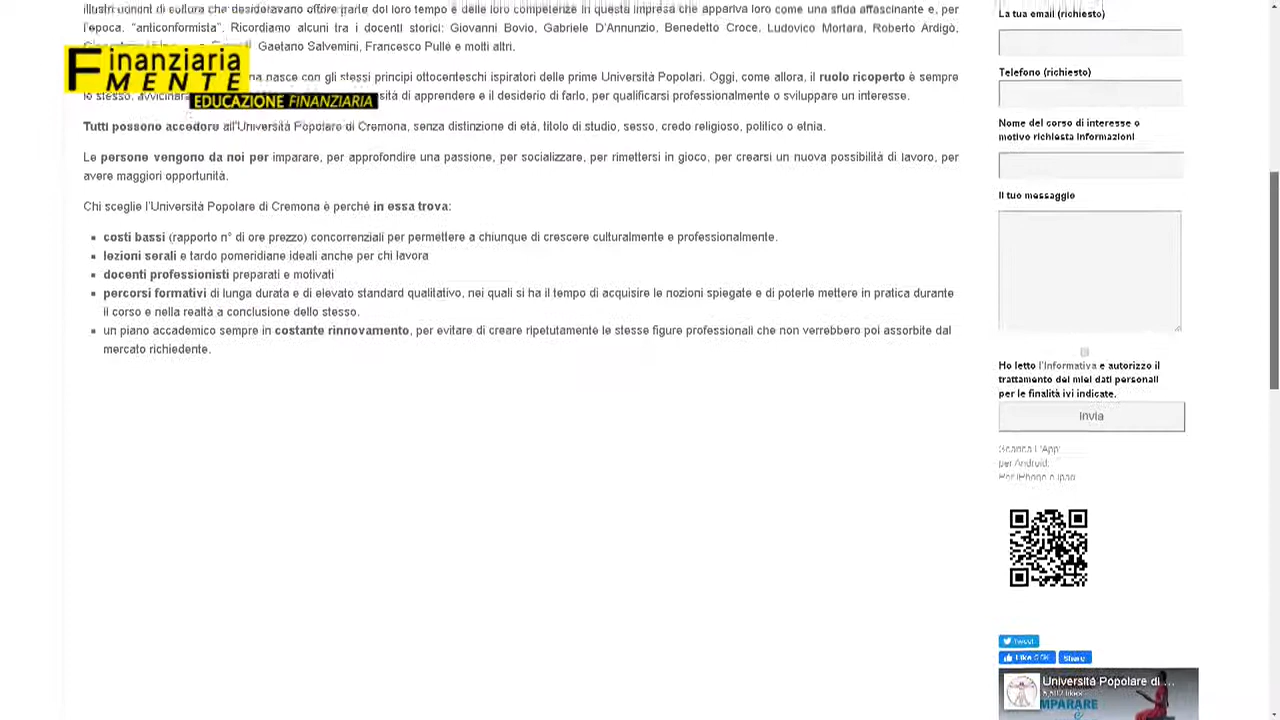 illustri uomini di cultura che desideravano offrire parte del loro tempo e delle loro competenze in questa impresa che appariva loro come una sfida affascinante e, per
l'epoca, "anticonformista". Ricordiamo alcuni tra i docenti storici: Giovanni Bovio, Gabriele D'Annunzio, Benedetto Croce, Ludovico Mortara, Roberto Ardigò,
Gaetano Salvemini, Francesco Pullè e molti altri.
Finanziaria
MENTE
EDUCAZIONE FINANZIARIA
nasce con gli stessi principi ottocenteschi ispiratori delle prime Università Popolari. Oggi, come allora, il ruolo ricoperto è sempre
lo stesso, di apprendere e il desiderio di farlo, per qualificarsi professionalmente o sviluppare un interesse.
Tutti possono accedere all'Università Popolare di Cremona, senza distinzione di età, titolo di studio, sesso, credo religioso, politico o etnia.
Le persone vengono da noi per imparare, per approfondire una passione, per socializzare, per rimettersi in gioco, per crearsi un nuova possibilità di lavoro, per
avere maggiori opportunità.
Chi sceglie l'Università Popolare di Cremona è perché in essa trova:
costi bassi (rapporto n° di ore prezzo) concorrenziali per permettere a chiunque di crescere culturalmente e professionalmente.
lezioni serali e tardo pomeridiane ideali anche per chi lavora
docenti professionisti preparati e motivati
percorsi formativi di lunga durata e di elevato standard qualitativo, nei quali si ha il tempo di acquisire le nozioni spiegate e di poterle mettere in pratica durante
il corso e nella realtà a conclusione dello stesso.
un piano accademico sempre in costante rinnovamento, per evitare di creare ripetutamente le stesse figure professionali che non verrebbero poi assorbite dal
mercato richiedente.
La tua email (richiesto)
Telefono (richiesto)
Nome del corso di interesse o
motivo richiesta informazioni
Il tuo messaggio
Ho letto l'Informativa e autorizzo il
trattamento dei miei dati personali
per le finalità ivi indicate.
Invia
Scarica L'App:
per Android.
Per iPhone o Ipad
Tweet
Like
Share
Università Popolare di ...
IMPARARE
è